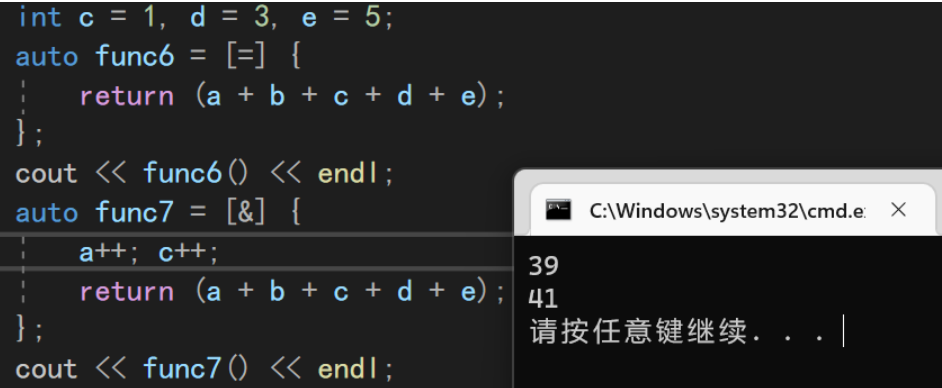 int c = 1, d = 3, e = 5;
auto func6 = [=] {
return (a + b + c + d + e);
};
cout << func6() << endl;
auto func7 = [&] {
a++; c++;
return (a + b + c + d + e);
};
cout << func7() << endl;
C:\Windows\system32\cmd.e
39
41
请按任意键继续. . .